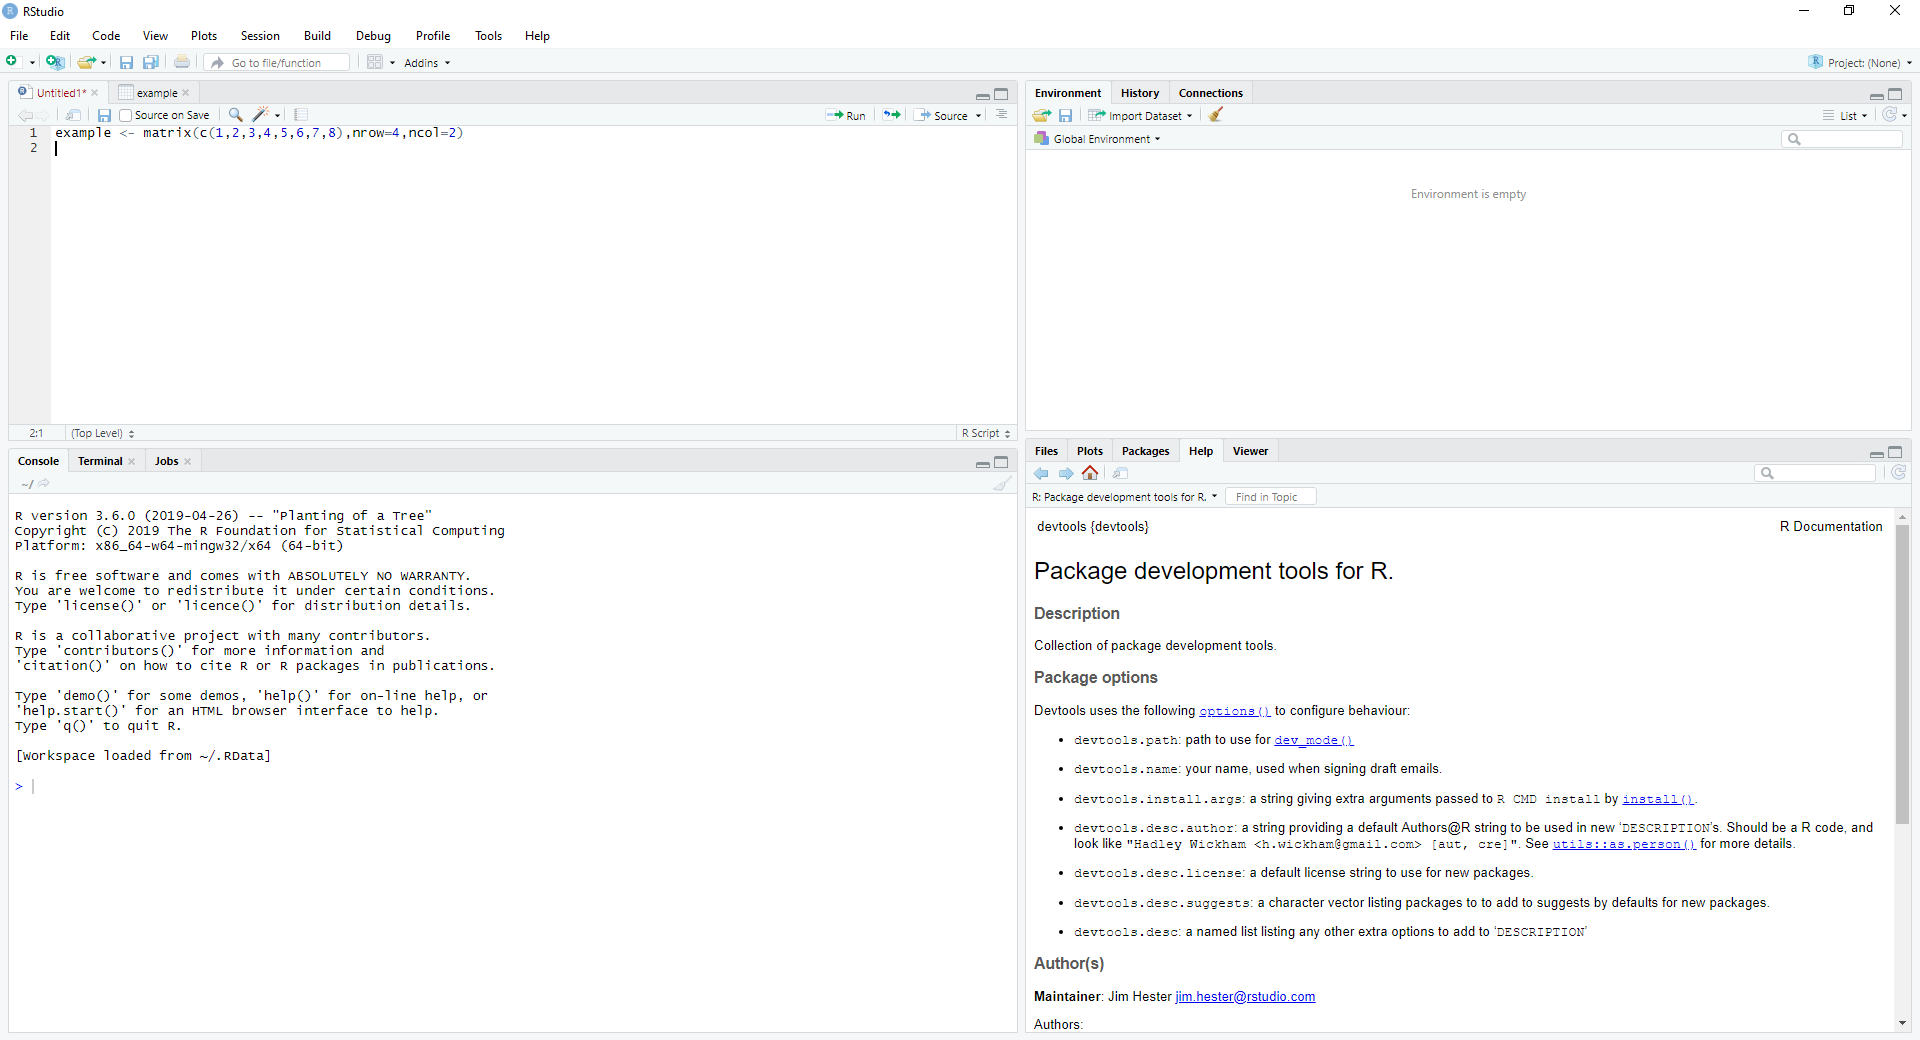 RStudio
File Edit Code View Plots Session Build Debug Profile Tools Help
Go to file/function Addins Project: (None)
Untitled1* example
Source on Save Run Source
1 example <- matrix(c(1,2,3,4,5,6,7,8),nrow=4,ncol=2)
2
2:1 (Top Level) R Script
Console Terminal Jobs
~/
R version 3.6.0 (2019-04-26) -- "Planting of a Tree"
Copyright (C) 2019 The R Foundation for Statistical Computing
Platform: x86_64-w64-mingw32/x64 (64-bit)
R is free software and comes with ABSOLUTELY NO WARRANTY.
You are welcome to redistribute it under certain conditions.
Type 'license()' or 'licence()' for distribution details.
R is a collaborative project with many contributors.
Type 'contributors()' for more information and
'citation()' on how to cite R or R packages in publications.
Type 'demo()' for some demos, 'help()' for on-line help, or
'help.start()' for an HTML browser interface to help.
Type 'q()' to quit R.
[Workspace loaded from ~/.RData]
>
Environment History Connections
Import Dataset List
Global Environment
Environment is empty
Files Plots Packages Help Viewer
R: Package development tools for R. Find in Topic
devtools {devtools} R Documentation
Package development tools for R.
Description
Collection of package development tools.
Package options
Devtools uses the following options() to configure behaviour:
• devtools.path: path to use for dev_mode()
• devtools.name: your name, used when signing draft emails.
• devtools.install.args: a string giving extra arguments passed to R CMD install by install().
• devtools.desc.author: a string providing a default Authors@R string to be used in new ‘DESCRIPTION’s. Should be a R code, and
look like "Hadley Wickham <h.wickham@gmail.com> [aut, cre]". See utils::as.person() for more details.
• devtools.desc.license: a default license string to use for new packages.
• devtools.desc.suggests: a character vector listing packages to to add to suggests by defaults for new packages.
• devtools.desc: a named list listing any other extra options to add to ‘DESCRIPTION’
Author(s)
Maintainer: Jim Hester jim.hester@rstudio.com
Authors: